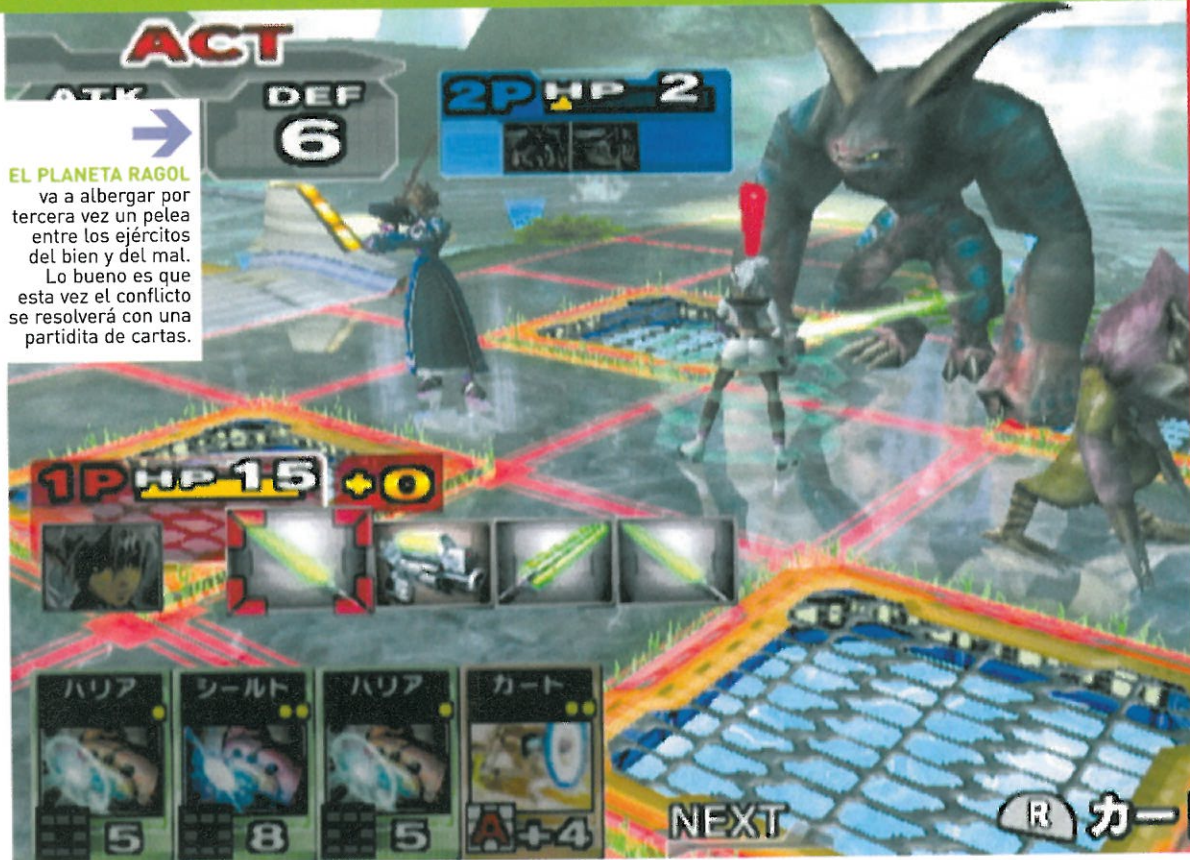 ACT
ATK
DEF
6
2P HP 2
EL PLANETA RAGOL
va a albergar por
tercera vez un pelea
entre los ejércitos
del bien y del mal.
Lo bueno es que
esta vez el conflicto
se resolverá con una
partidita de cartas.
1P HP 15 +0
ハリア シールト ハリア カート
5 8 5 A+4
NEXT R カー